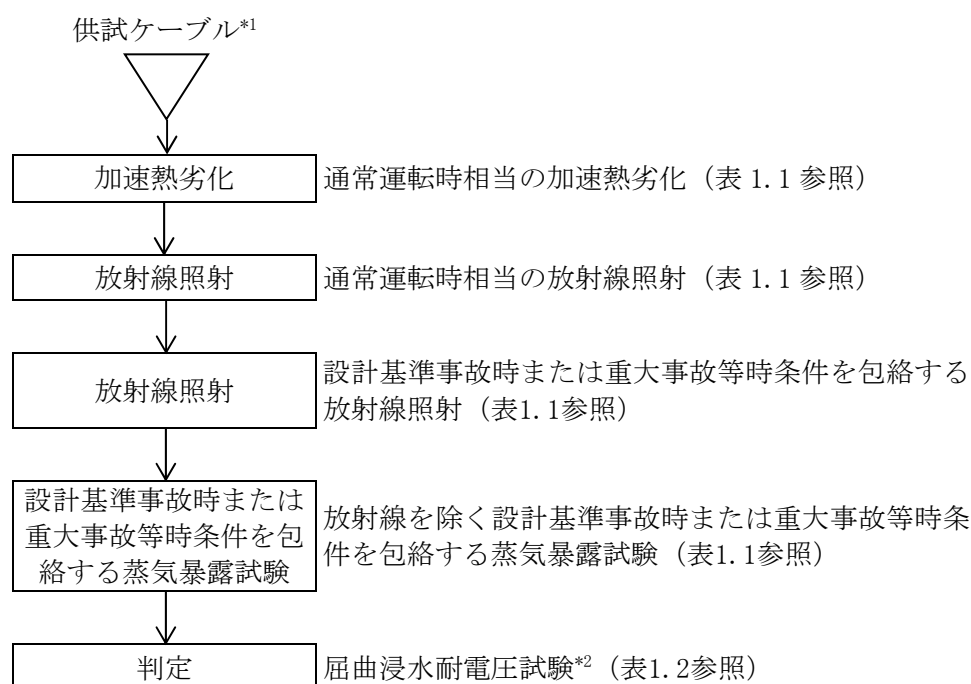 供試ケーブル*1
加速熱劣化
通常運転時相当の加速熱劣化（表 1.1 参照）
放射線照射
通常運転時相当の放射線照射（表 1.1 参照）
放射線照射
設計基準事故時または重大事故等時条件を包絡する
放射線照射（表1.1参照）
設計基準事故時または
重大事故等時条件を包
絡する蒸気暴露試験
放射線を除く設計基準事故時または重大事故等時条
件を包絡する蒸気暴露試験（表1.1参照）
判定
屈曲浸水耐電圧試験*2（表1.2参照）